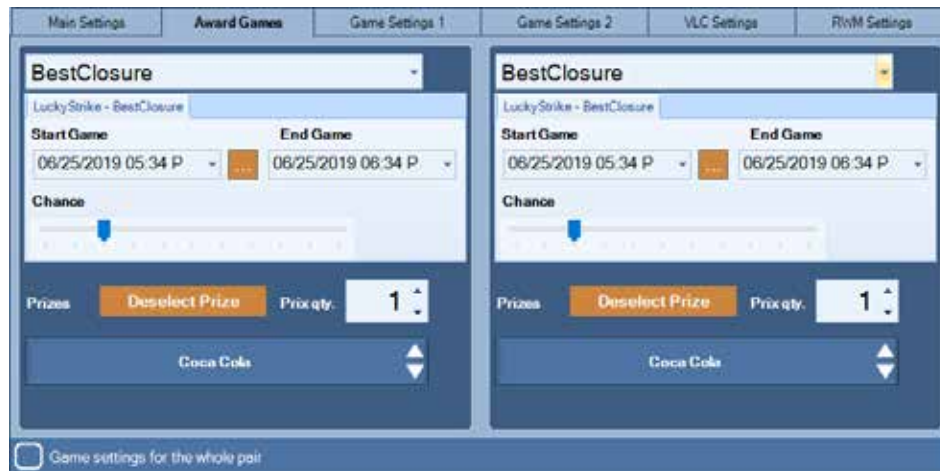 Main Settings Award Games Game Settings 1 Game Settings 2 VLC Settings RWM Settings
BestClosure BestClosure
LuckyStrike - BestClosure LuckyStrike - BestClosure
Start Game End Game Start Game End Game
06/25/2019 05:34 P ... 06/25/2019 06:34 P 06/25/2019 05:34 P ... 06/25/2019 06:34 P
Chance Chance
Prizes Deselect Prize Prix qty. 1 Prizes Deselect Prize Prix qty. 1
Coca Cola Coca Cola
Game settings for the whole pair